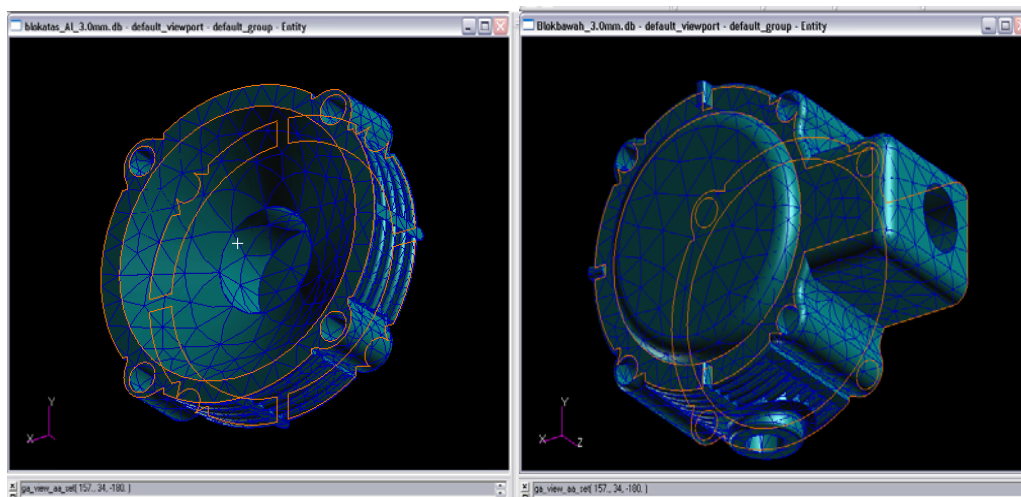 blokatas_Al_3.0mm.db - default_viewport - default_group - Entity
Blokbawah_3.0mm.db - default_viewport - default_group - Entity
Y
X
Y
X
Z
ga_view_aa_set( 157., 34, -180. )
ga_view_aa_set( 157., 34, -180. )